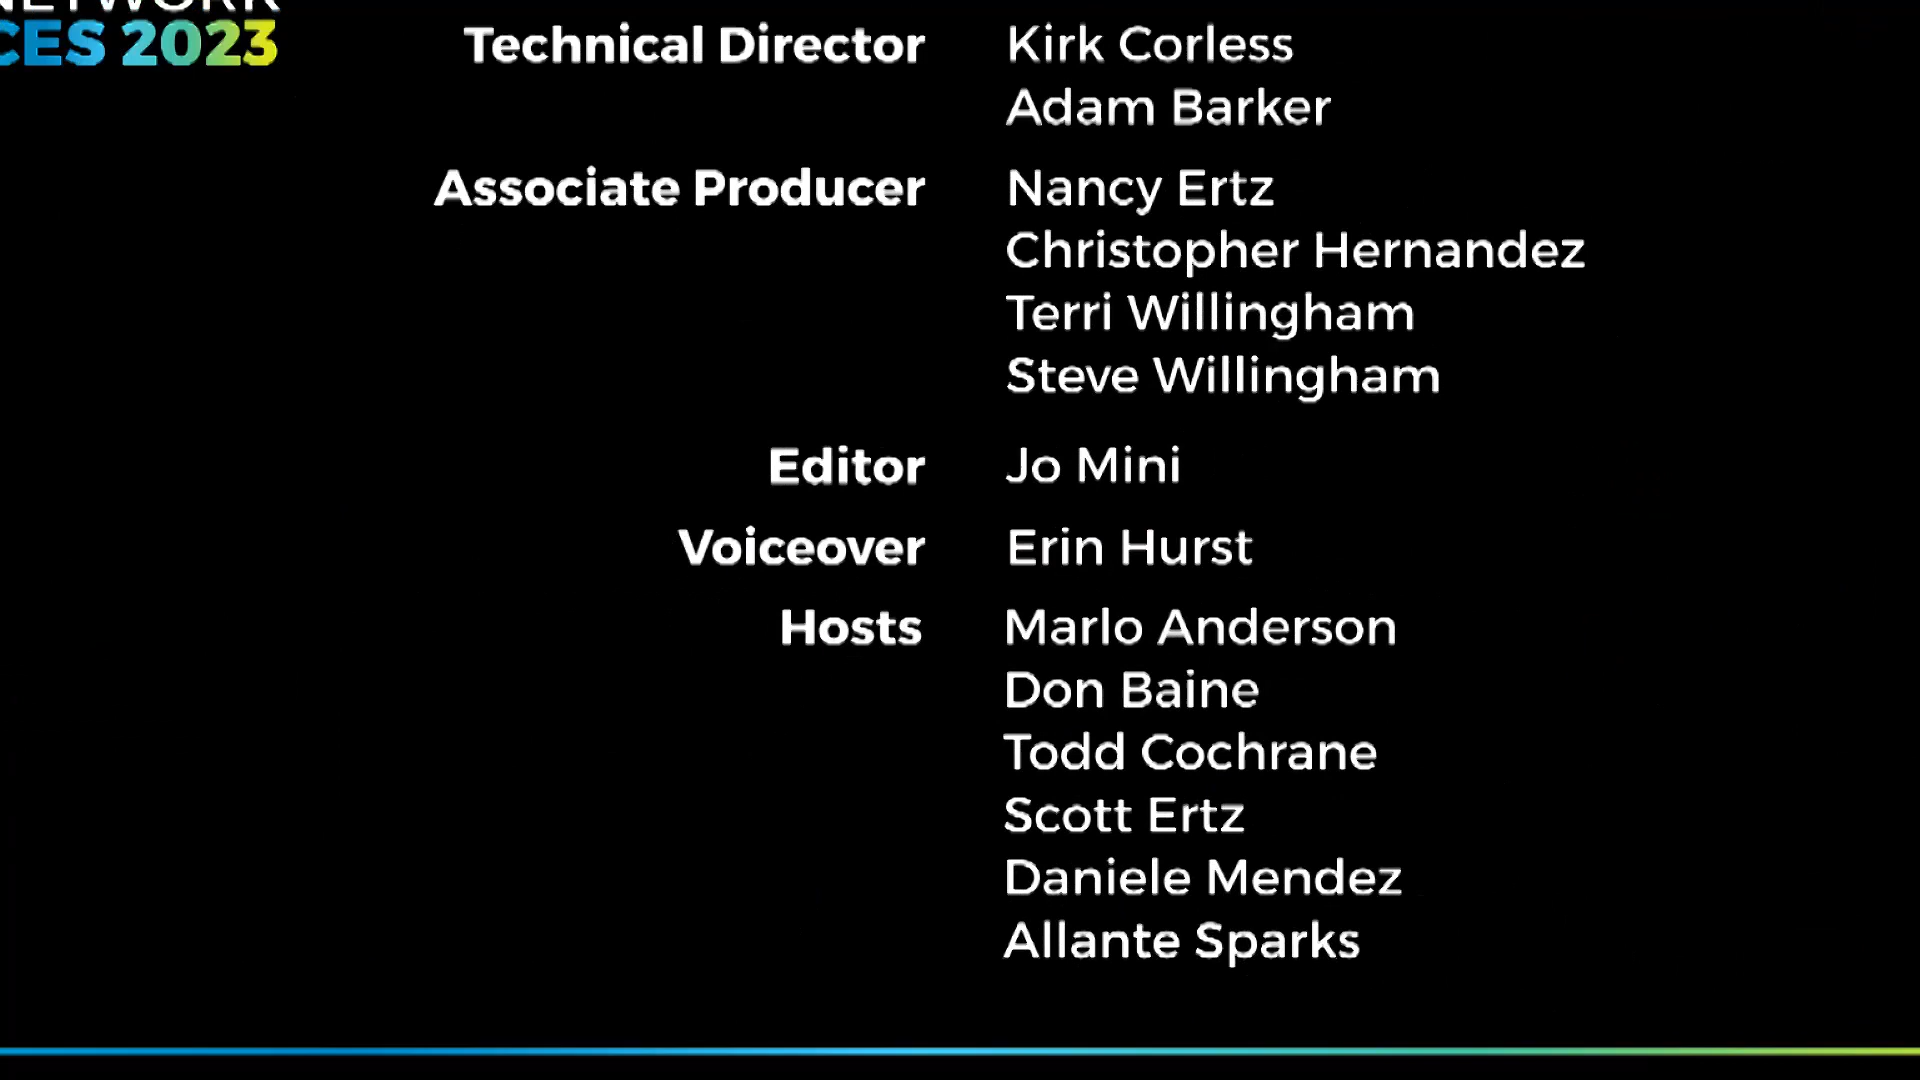 NETWORK
CES 2023
Technical Director Kirk Corless
Adam Barker
Associate Producer Nancy Ertz
Christopher Hernandez
Terri Willingham
Steve Willingham
Editor Jo Mini
Voiceover Erin Hurst
Hosts Marlo Anderson
Don Baine
Todd Cochrane
Scott Ertz
Daniele Mendez
Allante Sparks